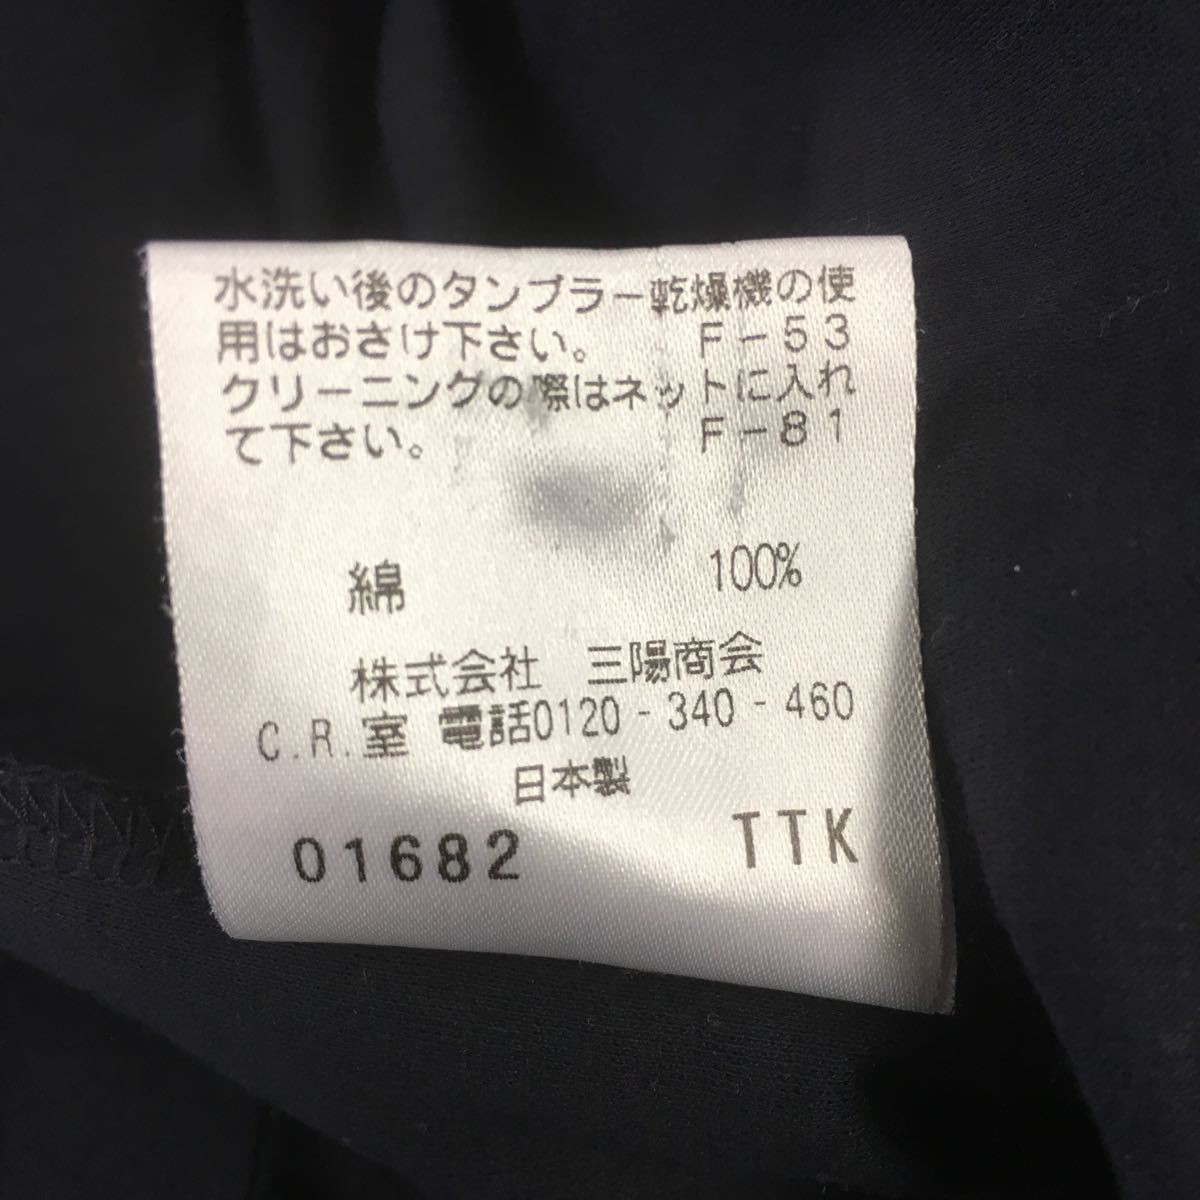 水洗い後のタンブラー乾燥機の使
用はおさけ下さい。 F-53
クリーニングの際はネットに入れ
て下さい。 F-81
綿 100%
株式会社 三陽商会
C.R.室 電話0120-340-460
日本製
01682 TTK